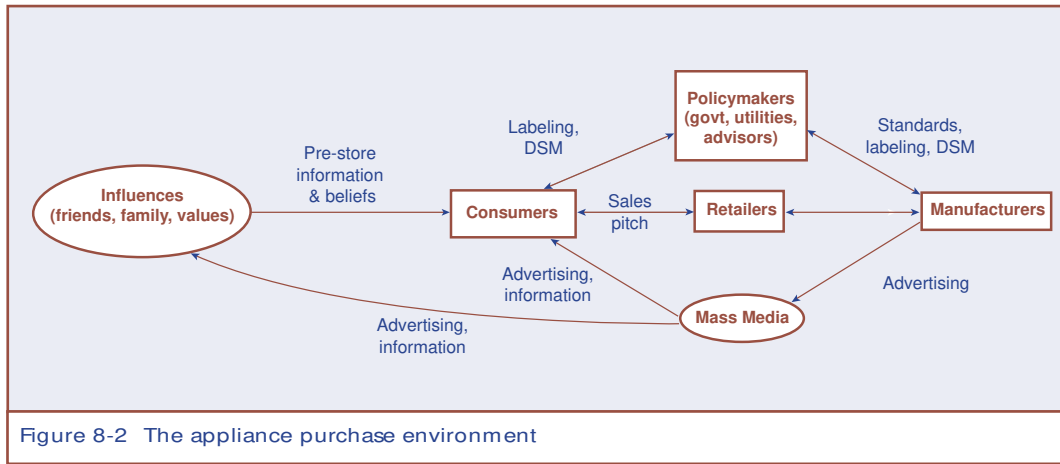 Policymakers
(govt, utilities,
advisors)
Labeling,
DSM
Standards,
labeling, DSM
Pre-store
information
& beliefs
Influences
(friends, family, values)
Consumers
Sales
pitch
Retailers
Manufacturers
Advertising,
information
Advertising
Mass Media
Advertising,
information
Figure 8-2 The appliance purchase environment